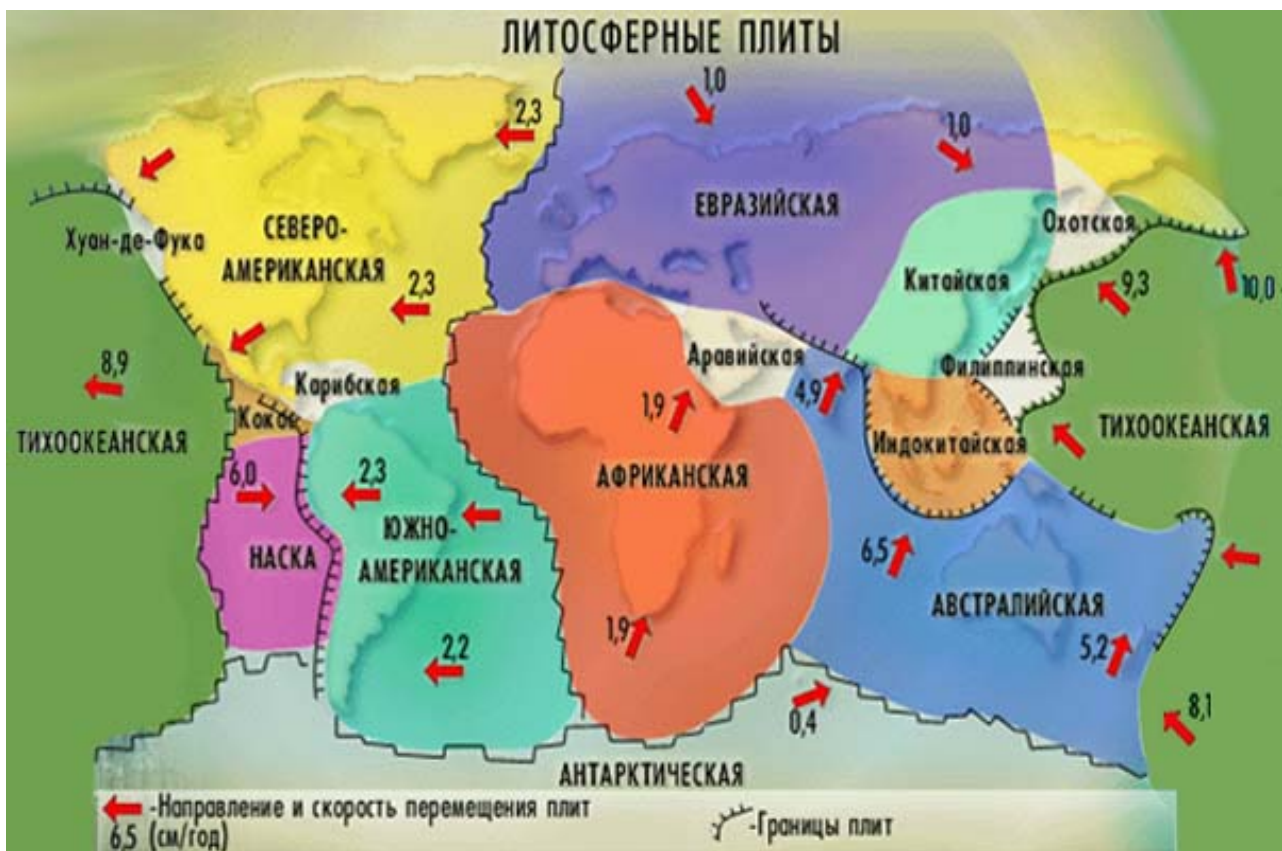 ЛИТОСФЕРНЫЕ ПЛИТЫ
1,0
2,3
1,0
ЕВРАЗИЙСКАЯ
Охотская
Хуан-де-Фука
СЕВЕРО-
АМЕРИКАНСКАЯ
Китайская
9,3
10,0
2,3
8,9
Карибская
Аравийская
Филиппинская
4,9
Кокос
1,9
ТИХООКЕАНСКАЯ
ТИХООКЕАНСКАЯ
Индокитайская
6,0
2,3
АФРИКАНСКАЯ
ЮЖНО-
АМЕРИКАНСКАЯ
НАСКА
6,5
АВСТРАЛИЙСКАЯ
1,9
2,2
5,2
0,4
8,1
АНТАРКТИЧЕСКАЯ
-Направление и скорость перемещения плит
6,5 (см/год)
-Границы плит